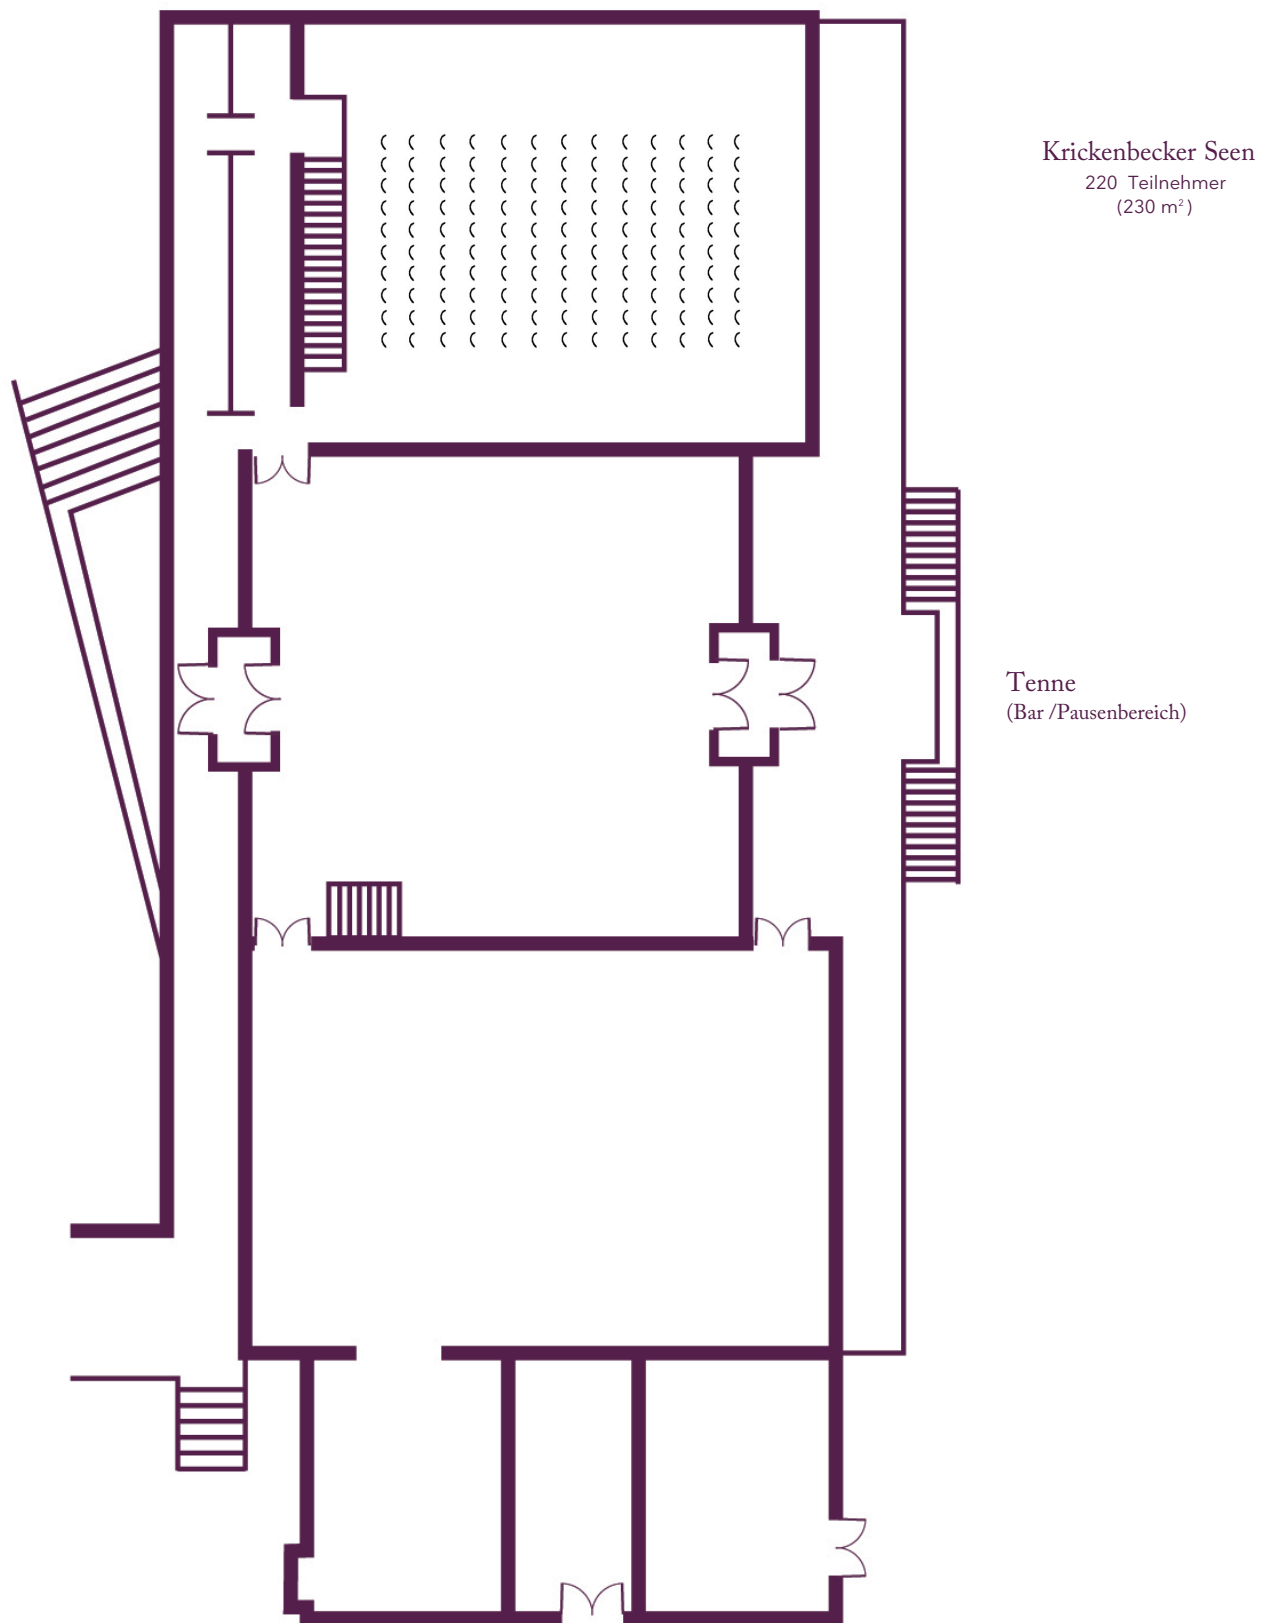 Krickenbecker Seen
220 Teilnehmer
(230 m²)
Tenne
(Bar /Pausenbereich)